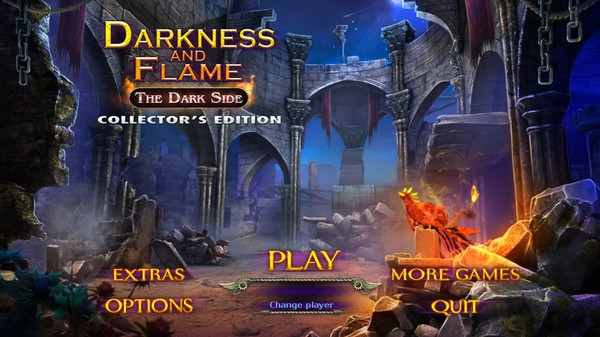 DARKNESS
AND
FLAME
THE DARK SIDE
COLLECTOR'S EDITION
PLAY
EXTRAS
MORE GAMES
OPTIONS
Change player
QUIT